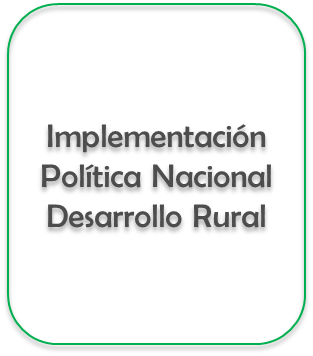 Implementación
Política Nacional
Desarrollo Rural